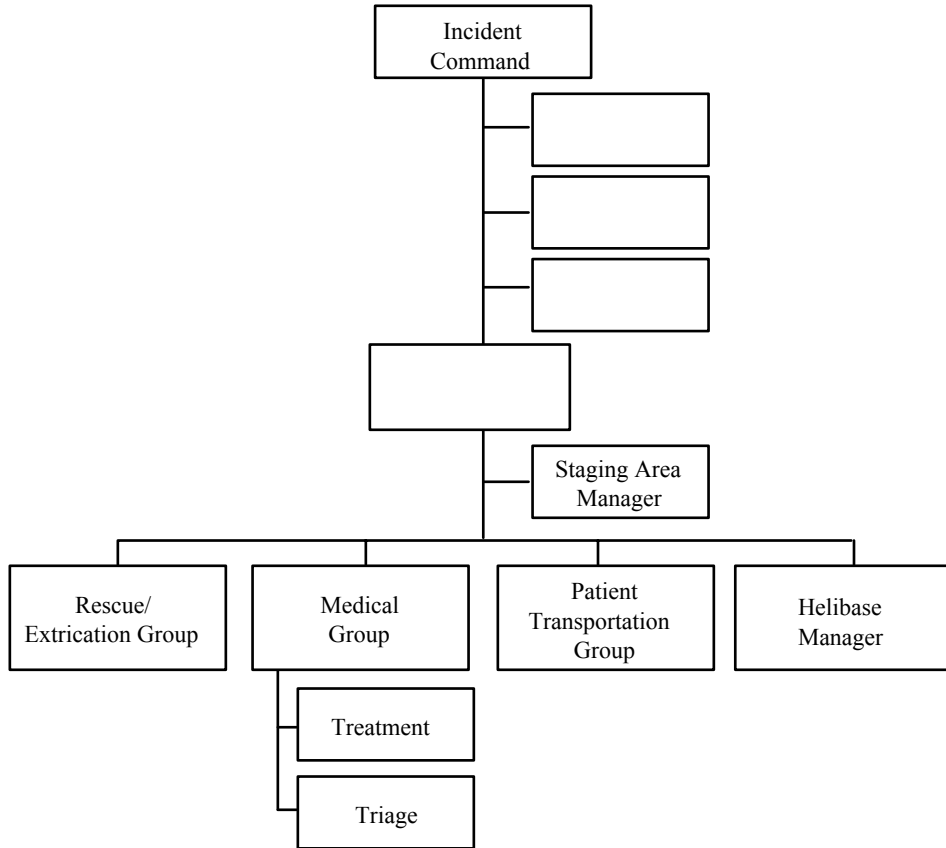 Incident
Command
Staging Area
Manager
Rescue/
Extrication Group
Medical
Group
Patient
Transportation
Group
Helibase
Manager
Treatment
Triage